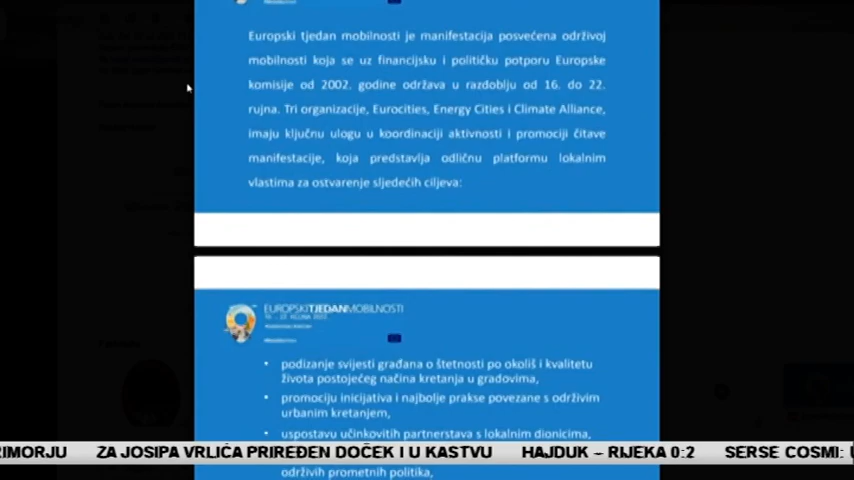 Europski tjedan mobilnosti je manifestacija posvećena održivoj
mobilnosti koja se uz financijsku i političku potporu Europske
komisije od 2002. godine održava u razdoblju od 16. do 22.
rujna. Tri organizacije, Eurocities, Energy Cities i Climate Alliance,
imaju ključnu ulogu u koordinaciji aktivnosti i promociji čitave
manifestacije, koja predstavlja odličnu platformu lokalnim
vlastima za ostvarenje sljedećih ciljeva:
EUROPSKITJEDANMOBILNOSTI
• podizanje svijesti građana o štetnosti po okoliš i kvalitetu
života postojećeg načina kretanja u gradovima,
• promociju inicijativa i najbolje prakse povezane s održivim
urbanim kretanjem,
• uspostavu učinkovitih partnerstava s lokalnim dionicima,
RIMORJU ZA JOSIPA VRLIĆA PRIREĐEN DOČEK I U KASTVU HAJDUK – RIJEKA 0:2 SERSE COSMI:
održivih prometnih politika,